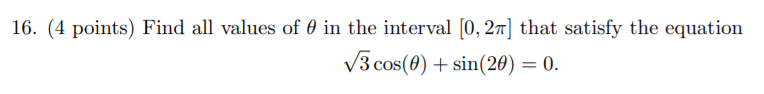 16. (4 points) Find all values of θ in the interval [0, 2π] that satisfy the equation
√3 cos(θ) + sin(2θ) = 0.